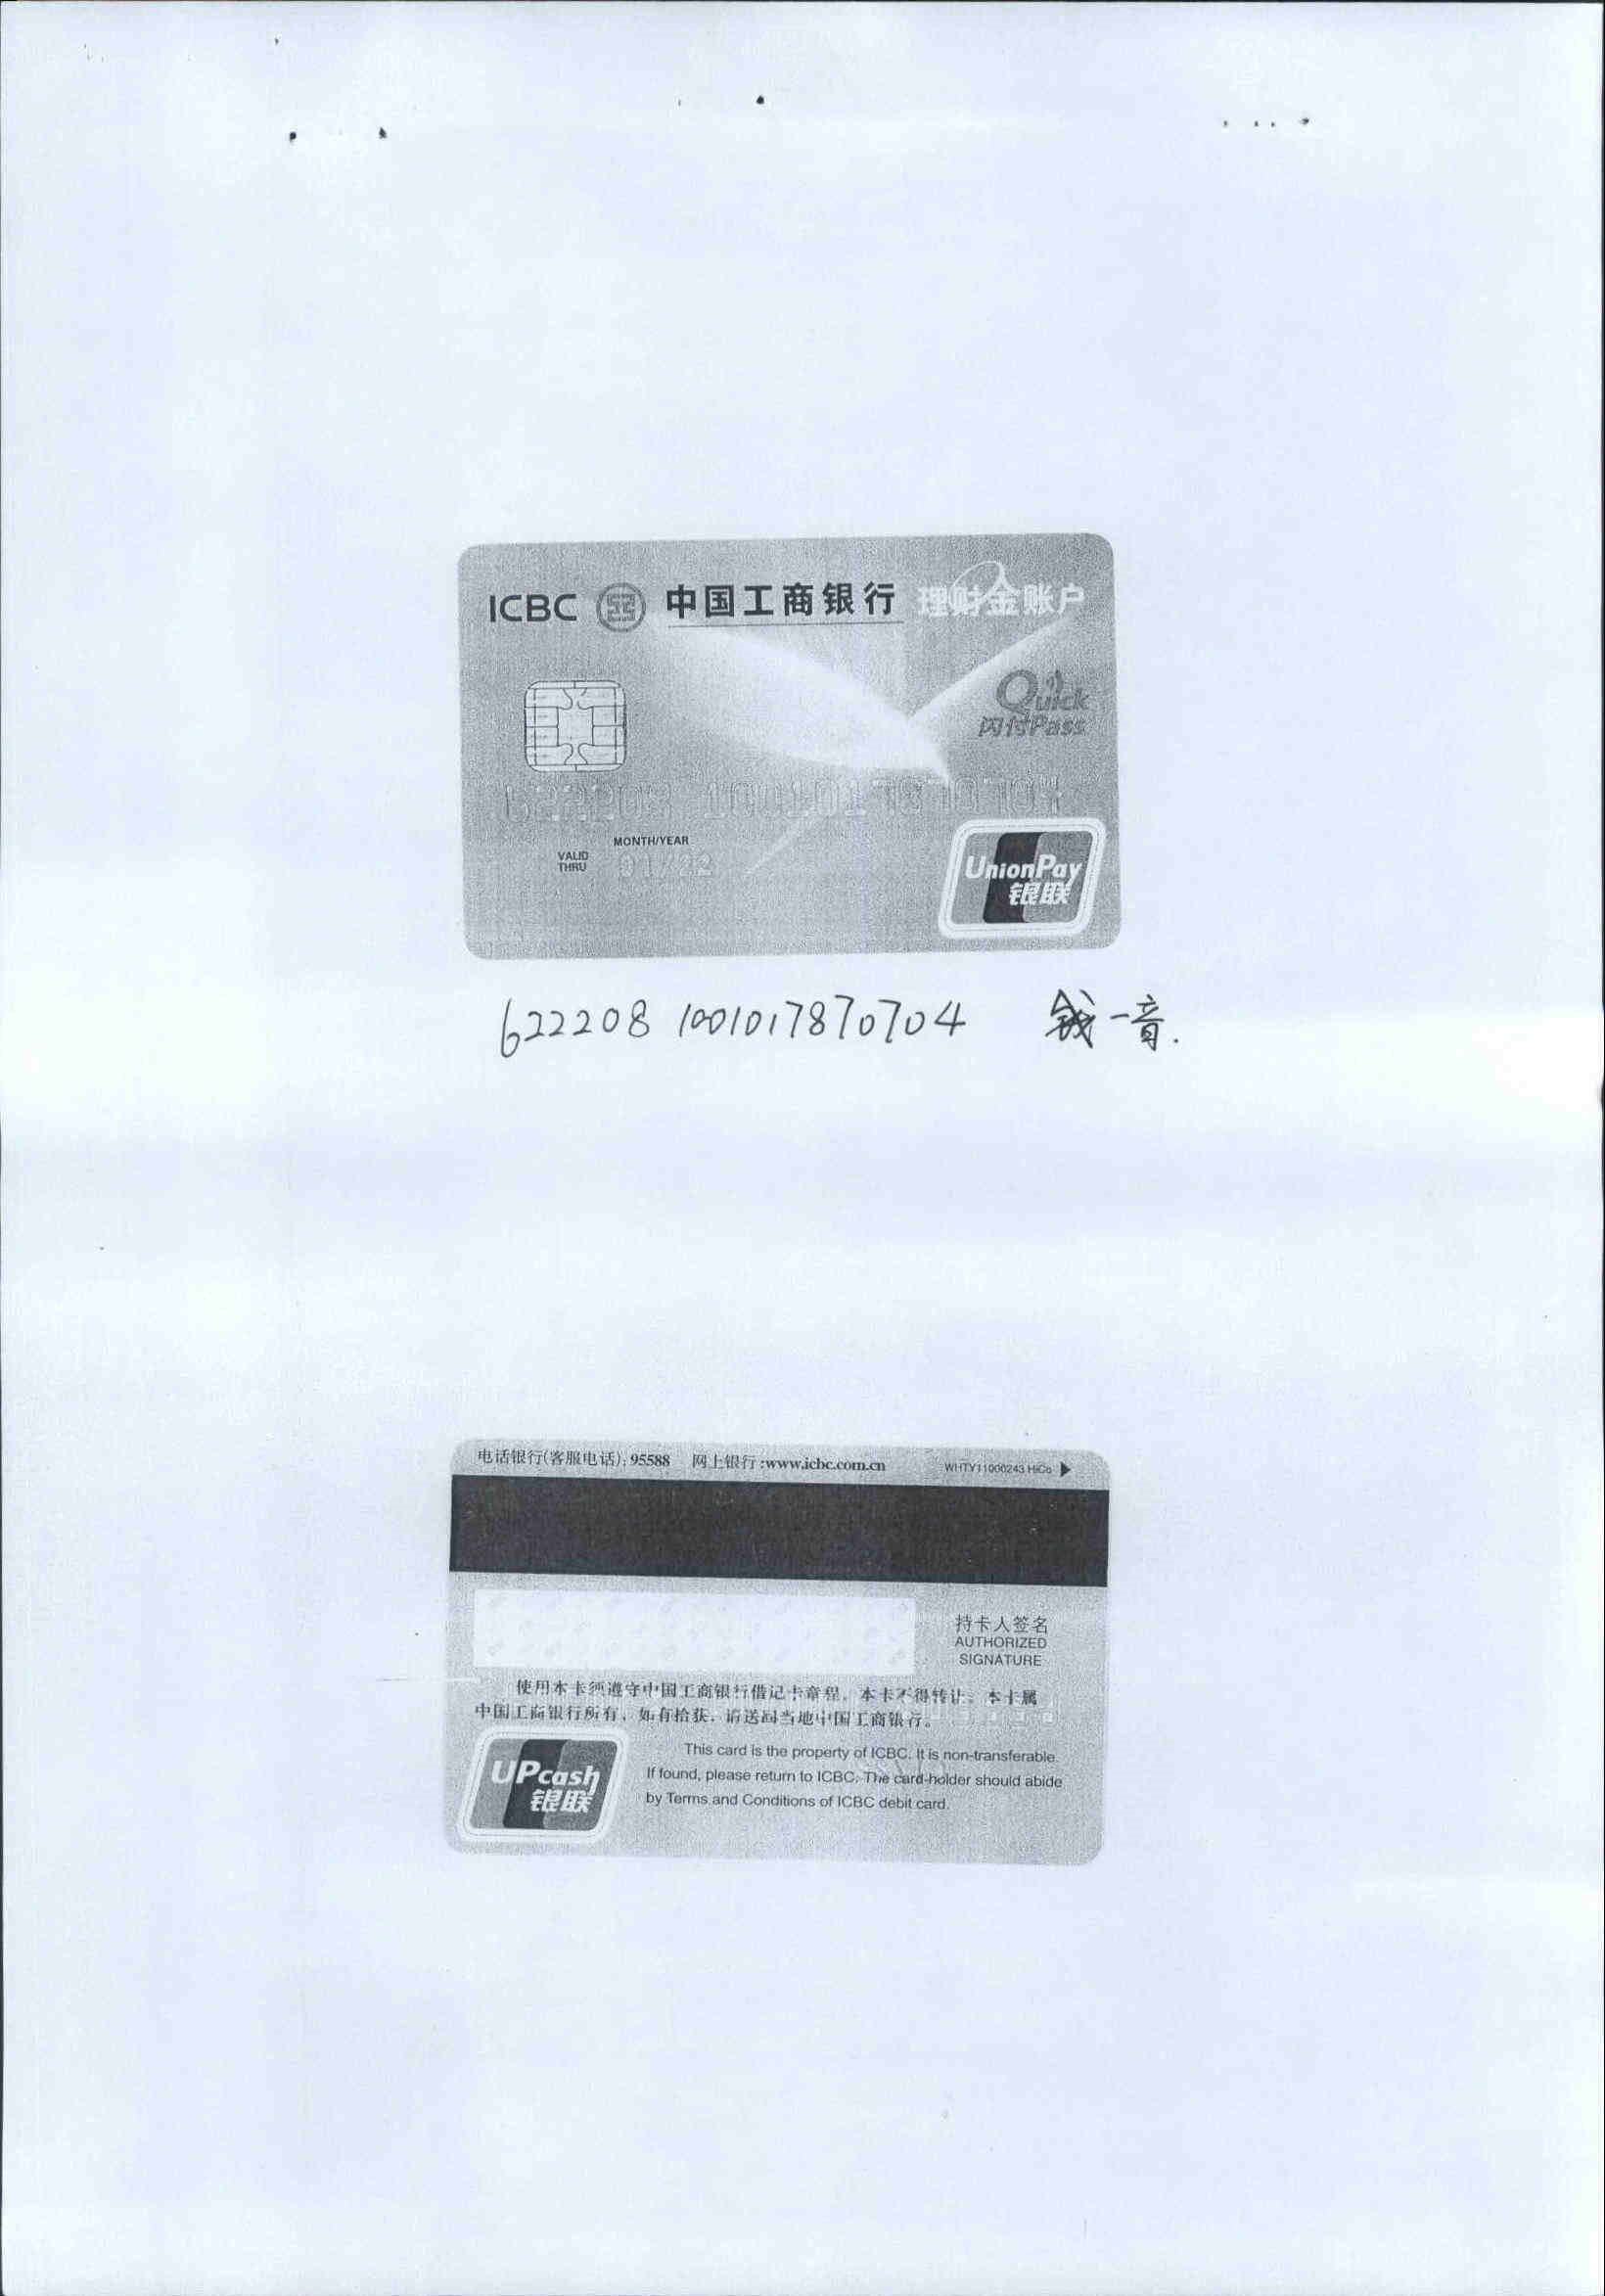 ICBC 中国工商银行 理财金账户
Quick
闪付Pass
MONTH/YEAR
VALID
THRU
01/22
UnionPay
银联
622208 1001017870704 钱一音.
电话银行(客服电话):95588 网上银行:www.icbc.com.cn WHTY11000243 HiCo
持卡人签名
AUTHORIZED
SIGNATURE
使用本卡须遵守中国工商银行借记卡章程。本卡不得转让。本卡属
中国工商银行所有，如有拾获，请送回当地中国工商银行。
UPcash
银联
This card is the property of ICBC. It is non-transferable.
If found, please return to ICBC. The card-holder should abide
by Terms and Conditions of ICBC debit card.